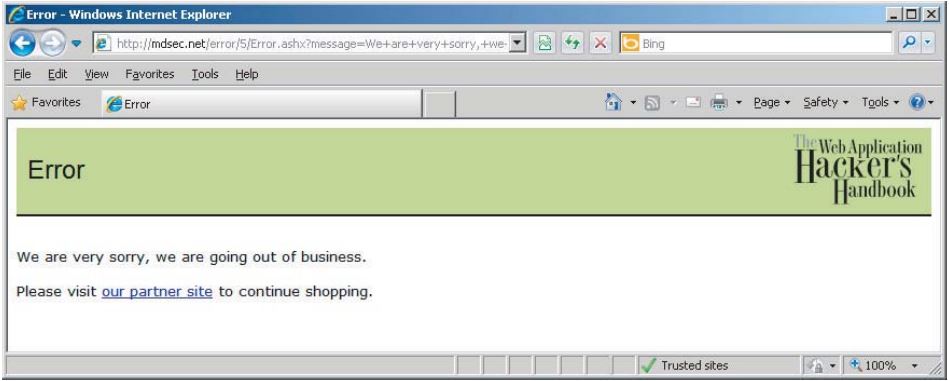 Error - Windows Internet Explorer
http://mdsec.net/error/5/Error.ashx?message=We+are+very+sorry,+we-
Bing
File Edit View Favorites Tools Help
Favorites Error Page Safety Tools
Error
The Web Application
Hacker's
Handbook
We are very sorry, we are going out of business.
Please visit our partner site to continue shopping.
Trusted sites 100%